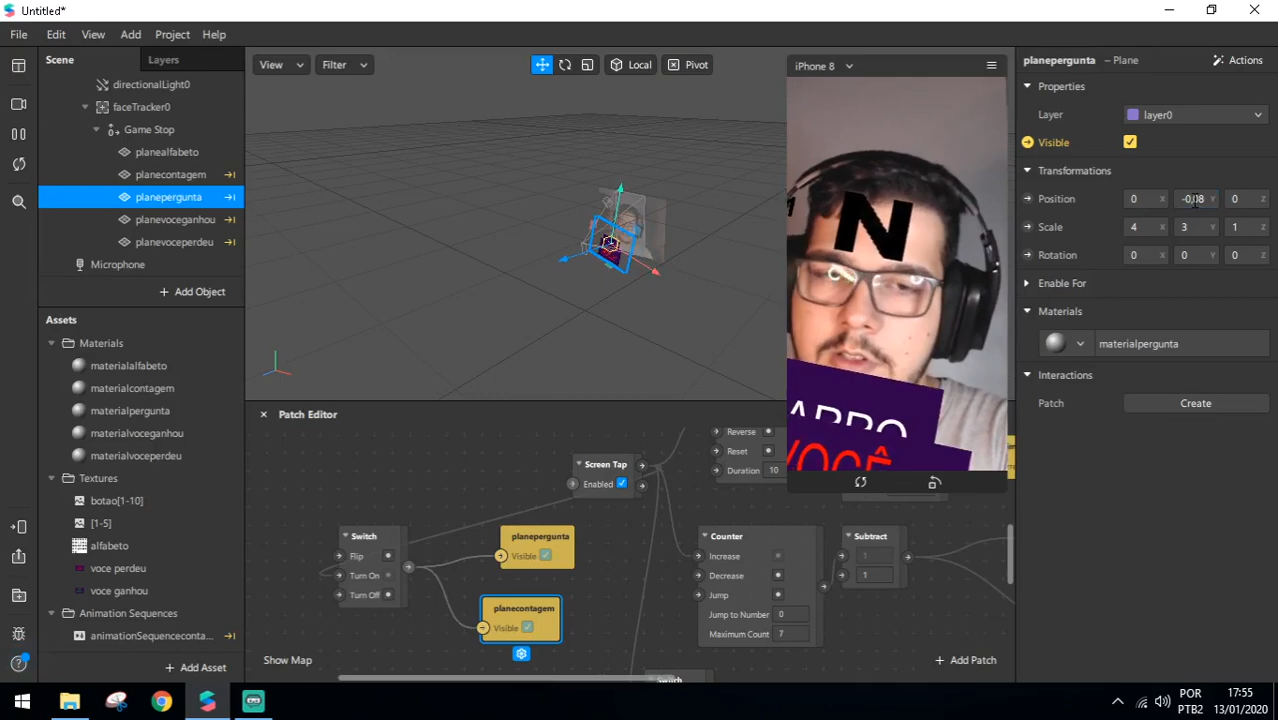 Untitled*
File Edit View Add Project Help
Scene Layers
directionalLight0
faceTracker0
Game Stop
planealfabeto
planecontagem
planepergunta
planevoceganhou
planevoceperdeu
Microphone
Add Object
Assets
Materials
materialalfabeto
materialcontagem
materialpergunta
materialvoceganhou
materialvoceperdeu
Textures
botao[1-10]
[1-5]
alfabeto
voce perdeu
voce ganhou
Animation Sequences
animationSequenceconta...
Add Asset
View Filter Local Pivot
iPhone 8
N
VOCÊ
Patch Editor
Switch
Flip
Turn On
Turn Off
planepergunta
Visible
planecontagem
Visible
Screen Tap
Enabled
Reverse
Reset
Duration 10
Counter
Increase
Decrease
Jump
Jump to Number 0
Maximum Count 7
Subtract
1
1
Switch
Show Map
Add Patch
planepergunta – Plane Actions
Properties
Layer layer0
Visible
Transformations
Position 0 X -0,08 Y 0 Z
Scale 4 X 3 Y 1 Z
Rotation 0 X 0 Y 0 Z
Enable For
Materials
materialpergunta
Interactions
Patch Create
POR
PTB2
17:55
13/01/2020